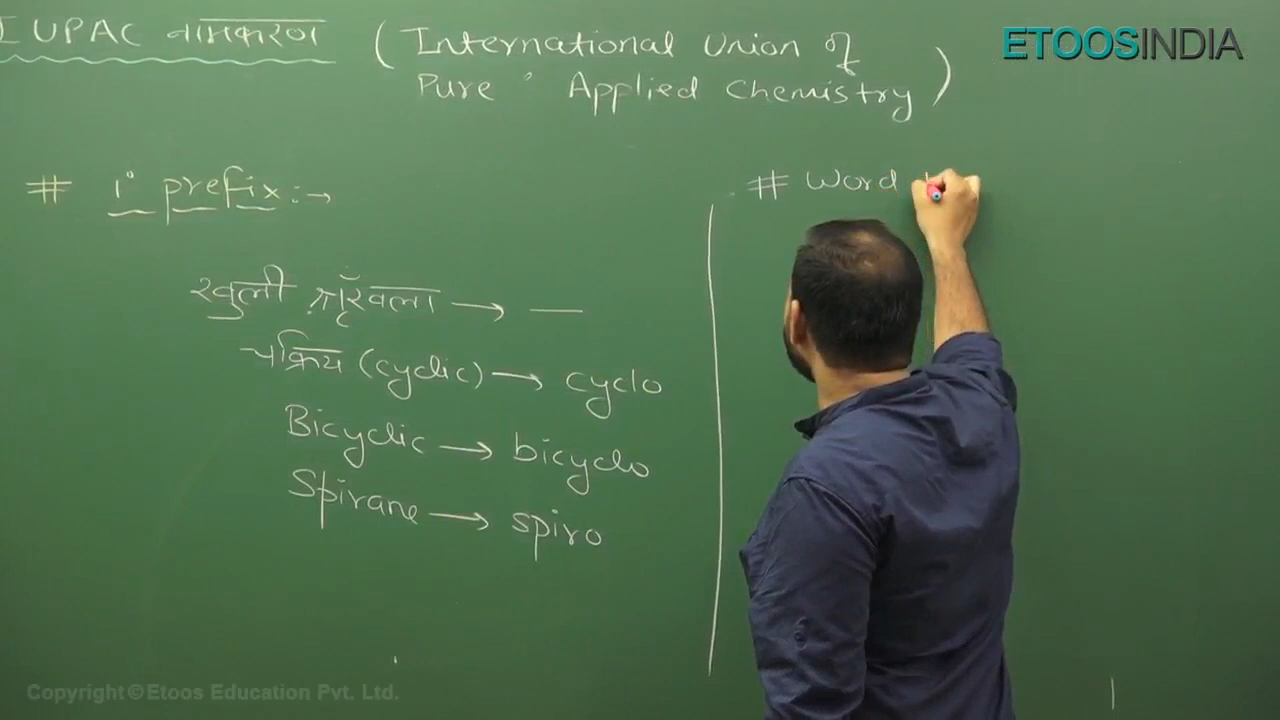 IUPAC नामकरण (International Union of
Pure & Applied Chemistry)
ETOOSINDIA
# 1° prefix :→
खुली श्रृंखला → —
चक्रिय (cyclic) → cyclo
Bicyclic → bicyclo
Spirane → spiro
# Word
Copyright © Etoos Education Pvt. Ltd.